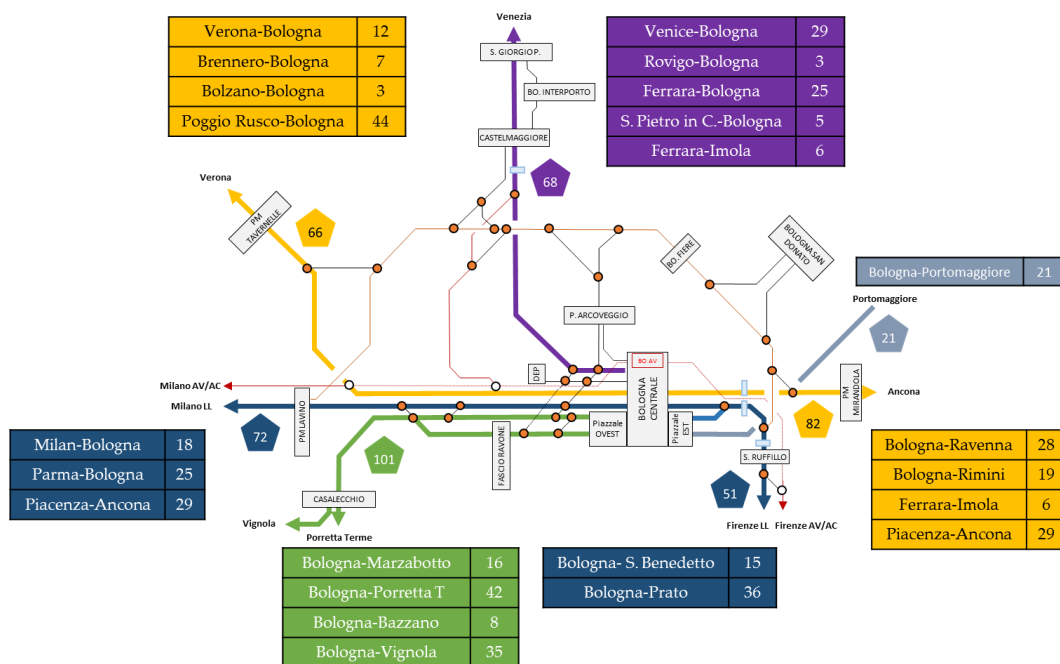 Venezia
Verona-Bologna 12
Brennero-Bologna 7
Bolzano-Bologna 3
Poggio Rusco-Bologna 44
Venice-Bologna 29
Rovigo-Bologna 3
Ferrara-Bologna 25
S. Pietro in C.-Bologna 5
Ferrara-Imola 6
S. GIORGIO P.
BO. INTERPORTO
CASTELMAGGIORE
68
Verona
PM TAVERNELLE
66
BO. FIERE
BOLOGNA SAN DONATO
Bologna-Portomaggiore 21
Portomaggiore
21
P. ARCOVEGGIO
DEP
BO AV
BOLOGNA CENTRALE
PM MIRANDOLA
Ancona
Milano AV/AC
Milano LL
PM LAVINO
72
82
Piazzale OVEST
Piazzale EST
FASCIO RAVONE
101
S. RUFFILLO
51
CASALECCHIO
Vignola
Porretta Terme
Firenze LL
Firenze AV/AC
Milan-Bologna 18
Parma-Bologna 25
Piacenza-Ancona 29
Bologna-Ravenna 28
Bologna-Rimini 19
Ferrara-Imola 6
Piacenza-Ancona 29
Bologna-Marzabotto 16
Bologna-Porretta T 42
Bologna-Bazzano 8
Bologna-Vignola 35
Bologna- S. Benedetto 15
Bologna-Prato 36